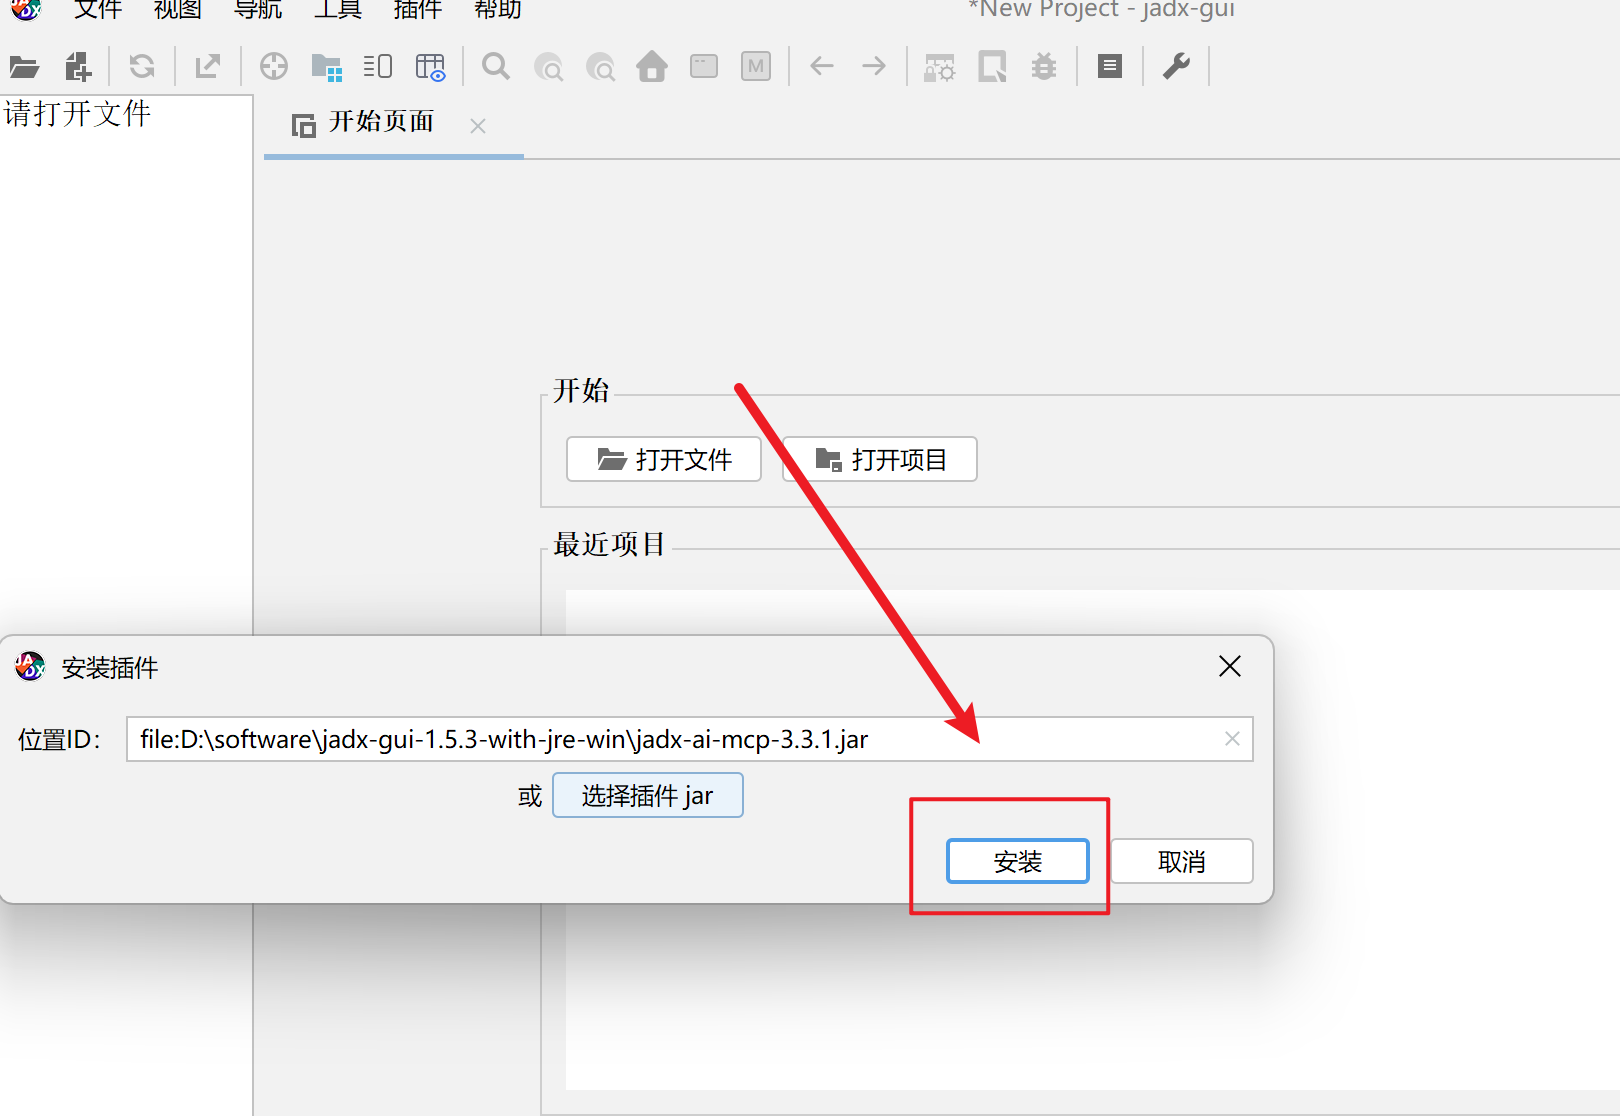 文件 视图 导航 工具 插件 帮助
*New Project - jadx-gui
M
请打开文件
开始页面
开始
打开文件
打开项目
最近项目
安装插件
位置ID：
file:D:\software\jadx-gui-1.5.3-with-jre-win\jadx-ai-mcp-3.3.1.jar
或 选择插件 jar
安装
取消